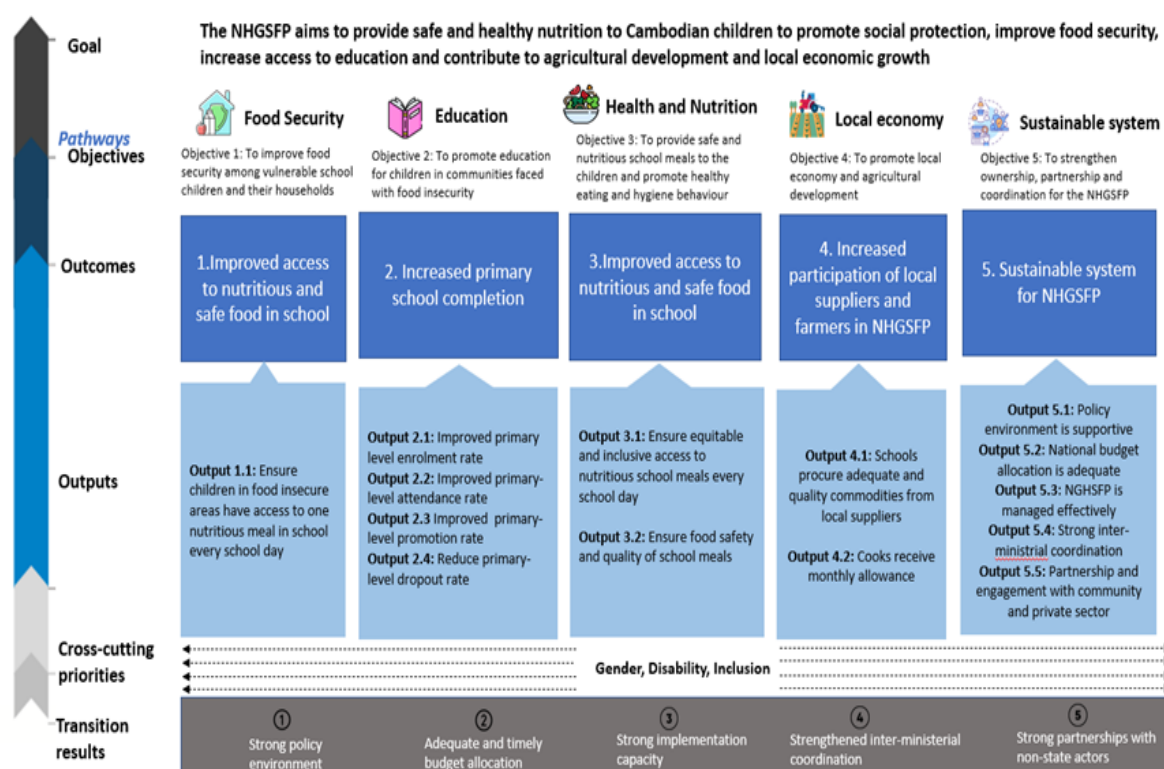 Goal
The NHGSFP aims to provide safe and healthy nutrition to Cambodian children to promote social protection, improve food security,
increase access to education and contribute to agricultural development and local economic growth
Pathways
Objectives
Food Security
Objective 1: To improve food
security among vulnerable school
children and their households
Education
Objective 2: To promote education
for children in communities faced
with food insecurity
Health and Nutrition
Objective 3: To provide safe and
nutritious school meals to the
children and promote healthy
eating and hygiene behaviour
Local economy
Objective 4: To promote local
economy and agricultural
development
Sustainable system
Objective 5: To strengthen
ownership, partnership and
coordination for the NHGSFP
Outcomes
1.Improved access
to nutritious and
safe food in school
2. Increased primary
school completion
3.Improved access to
nutritious and safe food
in school
4. Increased
participation of local
suppliers and
farmers in NHGSFP
5. Sustainable system
for NHGSFP
Outputs
Output 1.1: Ensure
children in food insecure
areas have access to one
nutritious meal in school
every school day
Output 2.1: Improved primary
level enrolment rate
Output 2.2: Improved primary-
level attendance rate
Output 2.3 Improved primary-
level promotion rate
Output 2.4: Reduce primary-
level dropout rate
Output 3.1: Ensure equitable
and inclusive access to
nutritious school meals every
school day
Output 3.2: Ensure food safety
and quality of school meals
Output 4.1: Schools
procure adequate and
quality commodities from
local suppliers
Output 4.2: Cooks receive
monthly allowance
Output 5.1: Policy
environment is supportive
Output 5.2: National budget
allocation is adequate
Output 5.3: NGHSFP is
managed effectively
Output 5.4: Strong inter-
ministrial coordination
Output 5.5: Partnership and
engagement with community
and private sector
Cross-cutting
priorities
Gender, Disability, Inclusion
Transition
results
1
Strong policy
environment
2
Adequate and timely
budget allocation
3
Strong implementation
capacity
4
Strengthened inter-ministerial
coordination
5
Strong partnerships with
non-state actors